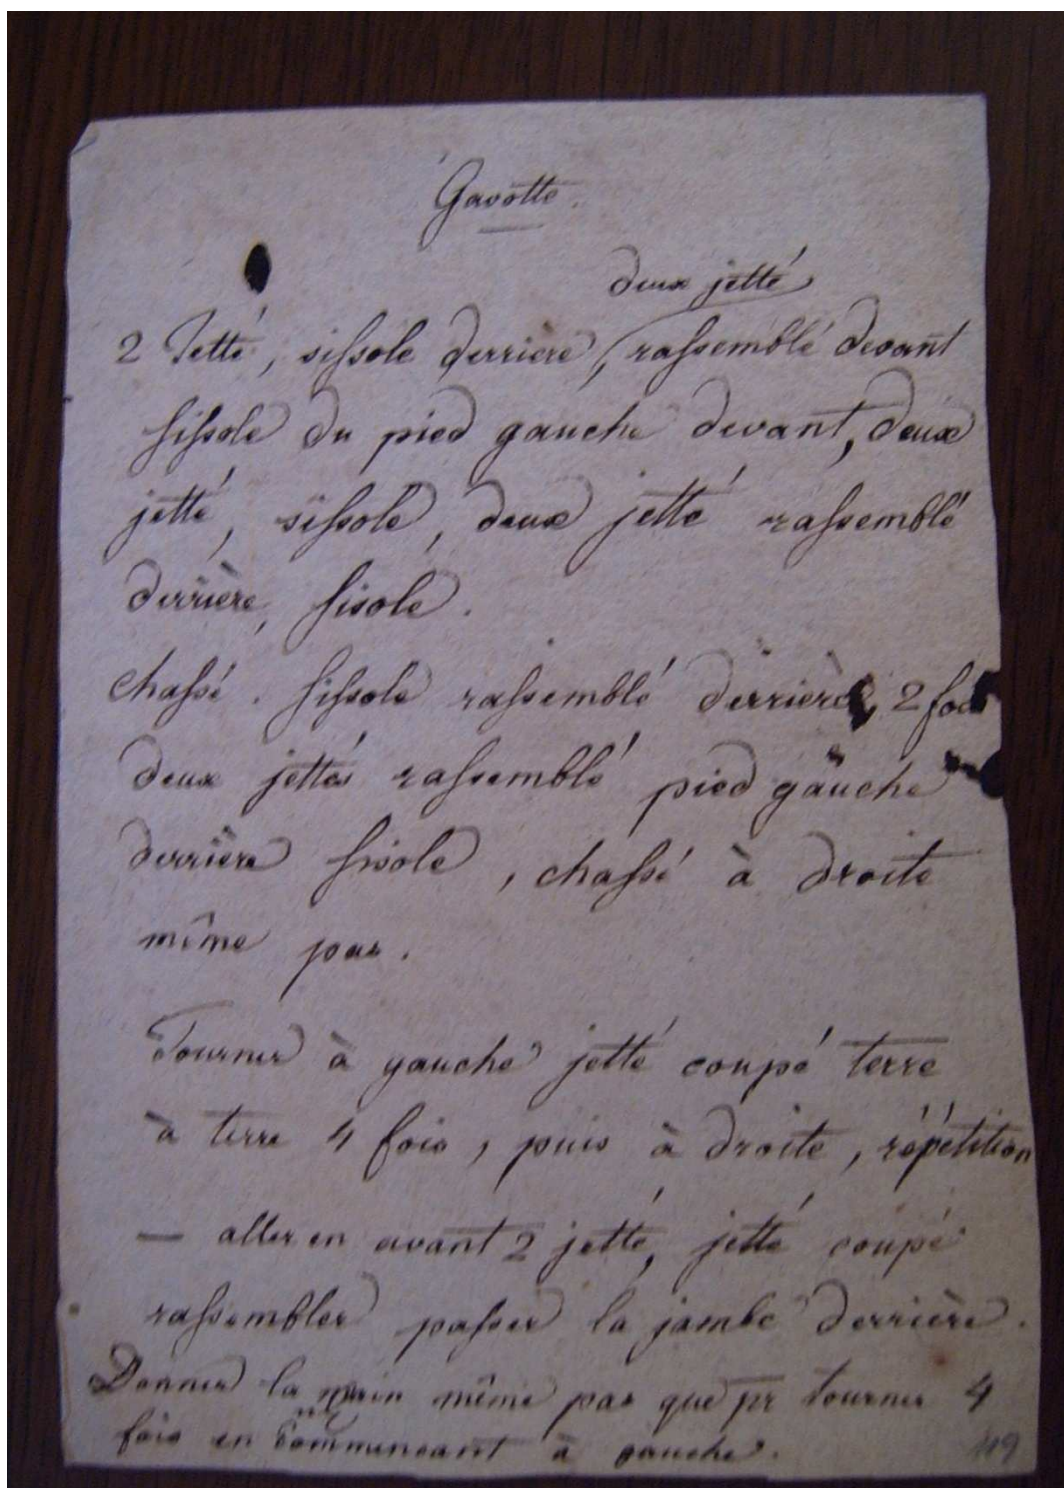 Gavotte.
deux jetté
2 Jetté, sissole derrière, rassemblé devant
sissole du pied gauche devant, deux
jetté, sissole, deux jetté rassemblé
derrière, sisole.
chassé. sissole rassemblé derrière, 2 fois
deux jettés rassemblé pied gauche
derrière sisole, chassé à droite
même pas.
Tourner à gauche jetté coupé terre
à terre 4 fois, puis à droite, répétition
— aller en avant 2 jetté, jetté coupé
rassembler passer la jambe derrière.
Donner la main même pas que pr tourner 4
fois en commencant à gauche.
119